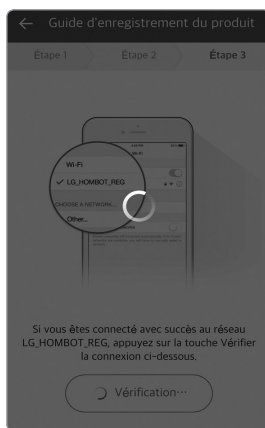 ← Guide d'enregistrement du produit
Étape 1
Étape 2
Étape 3
Wi-Fi
✓ LG_HOMBOT_REG
CHOOSE A NETWORK...
Other...
Si vous êtes connecté avec succès au réseau
LG_HOMBOT_REG, appuyez sur la touche Vérifier
la connexion ci-dessous.
Vérification···